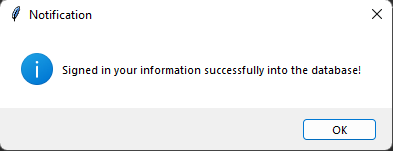 Notification
Signed in your information successfully into the database!
OK